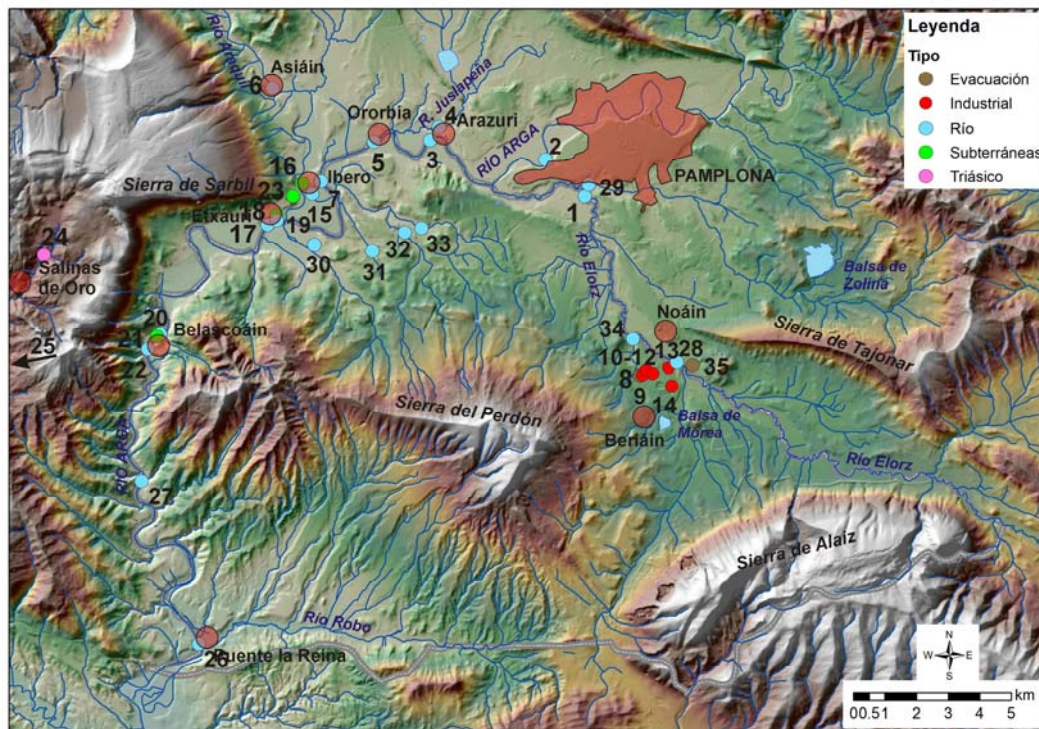 Leyenda
Tipo
Evacuación
Industrial
Río
Subterráneas
Triásico
Río Araquil
Asiáin
6
R. Juslapeña
Ororbia
4
Arazuri
5
3
RÍO ARGA
2
PAMPLONA
29
1
16
Ibero
Sierra de Sarbil
23
7
15
Etxauri
18
19
17
30
31
32
33
24
Salinas
de Oro
25
Río Elorz
Balsa de
Zolina
20
Belascoáin
21
22
34
Noáin
Sierra de Tajonar
10-12
13
28
35
8
9
14
Beriáin
Balsa de
Morea
Sierra del Perdón
Río Elorz
RÍO ARGA
27
Sierra de Alaiz
Río Robo
26
Puente la Reina
N
W E
S
0 0.5 1 2 3 4 5 km